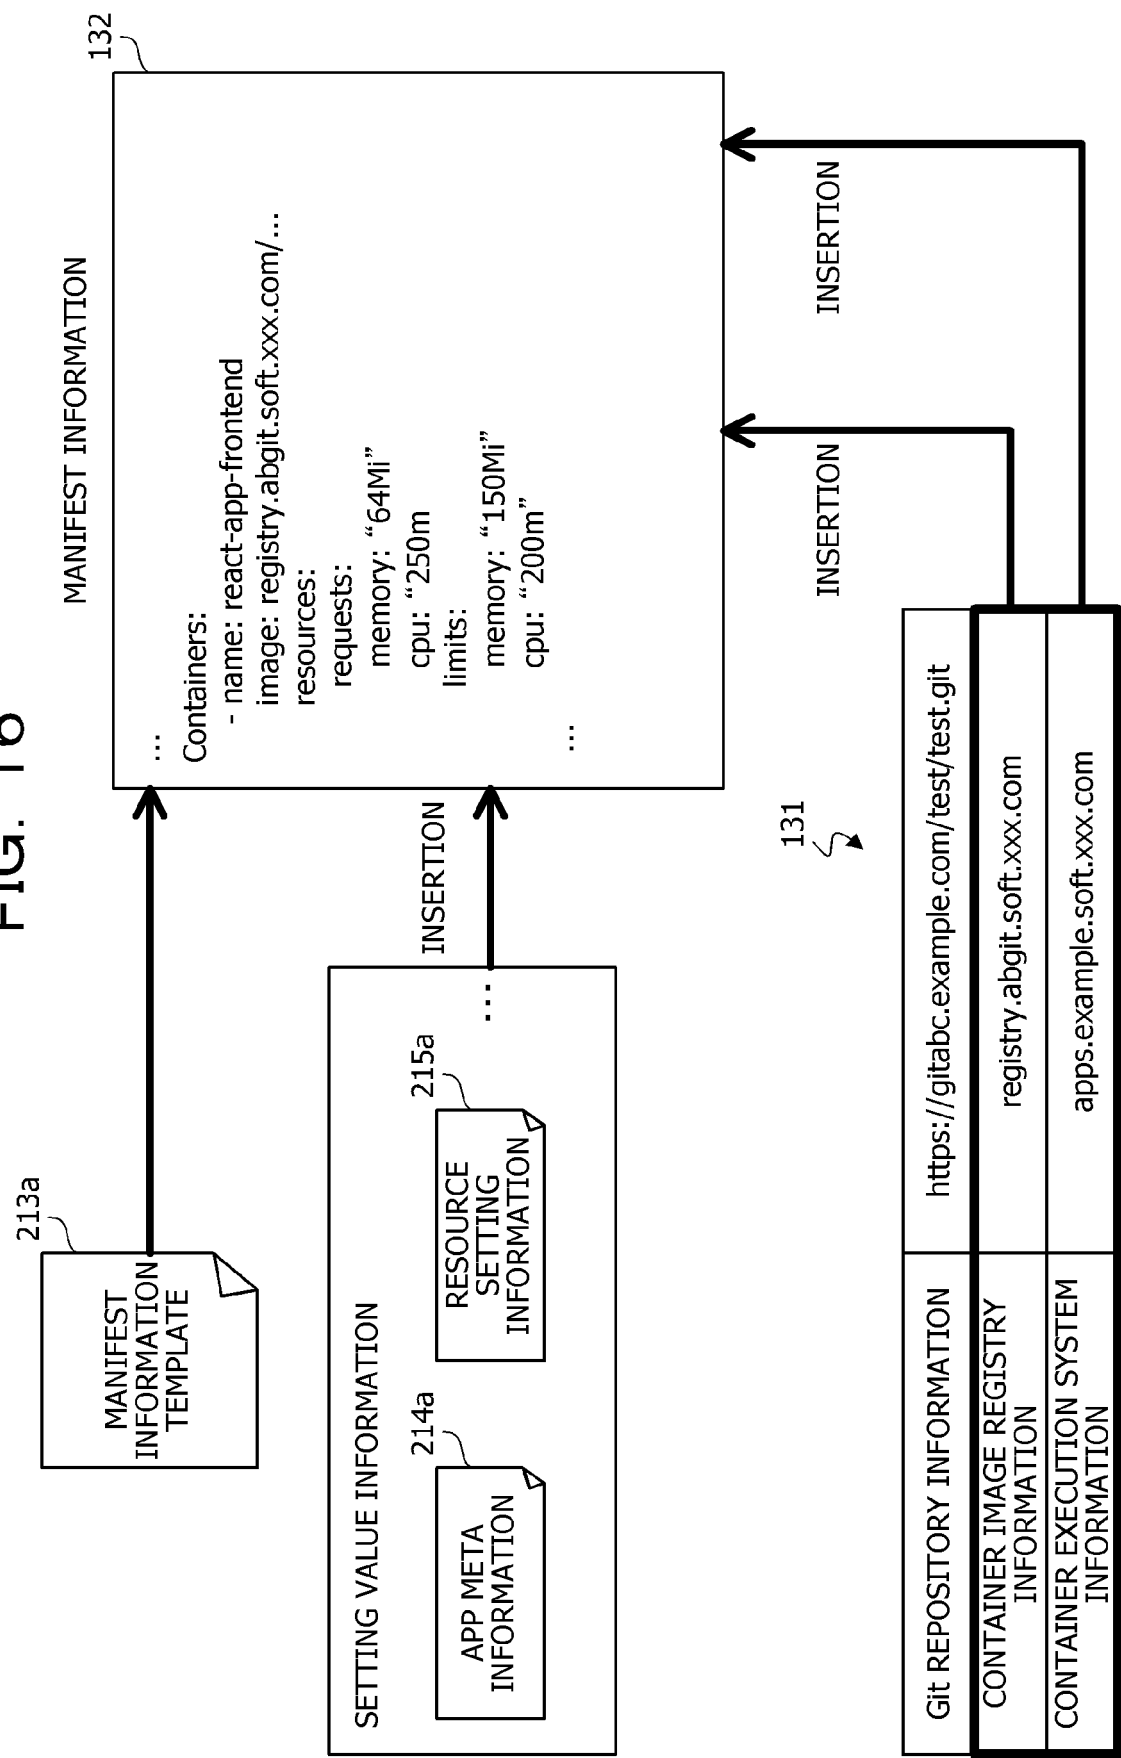 FIG. 16
213a
MANIFEST
INFORMATION
TEMPLATE
MANIFEST INFORMATION
132
...
Containers:
- name: react-app-frontend
image: registry.abgit.soft.xxx.com/...
resources:
requests:
memory: “64Mi”
cpu: “250m
limits:
memory: “150Mi”
cpu: “200m”
...
SETTING VALUE INFORMATION
214a
APP META
INFORMATION
215a
RESOURCE
SETTING
INFORMATION
...
INSERTION
INSERTION
INSERTION
131
Git REPOSITORY INFORMATION
https://gitabc.example.com/test/test.git
CONTAINER IMAGE REGISTRY
INFORMATION
registry.abgit.soft.xxx.com
CONTAINER EXECUTION SYSTEM
INFORMATION
apps.example.soft.xxx.com